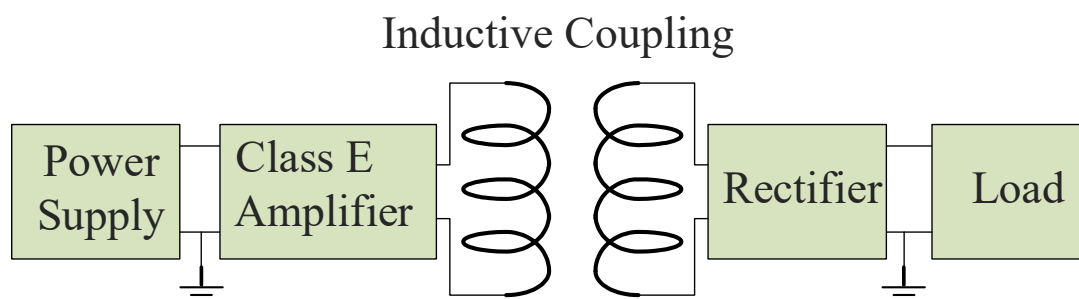 Inductive Coupling
Power
Supply
Class E
Amplifier
Rectifier
Load